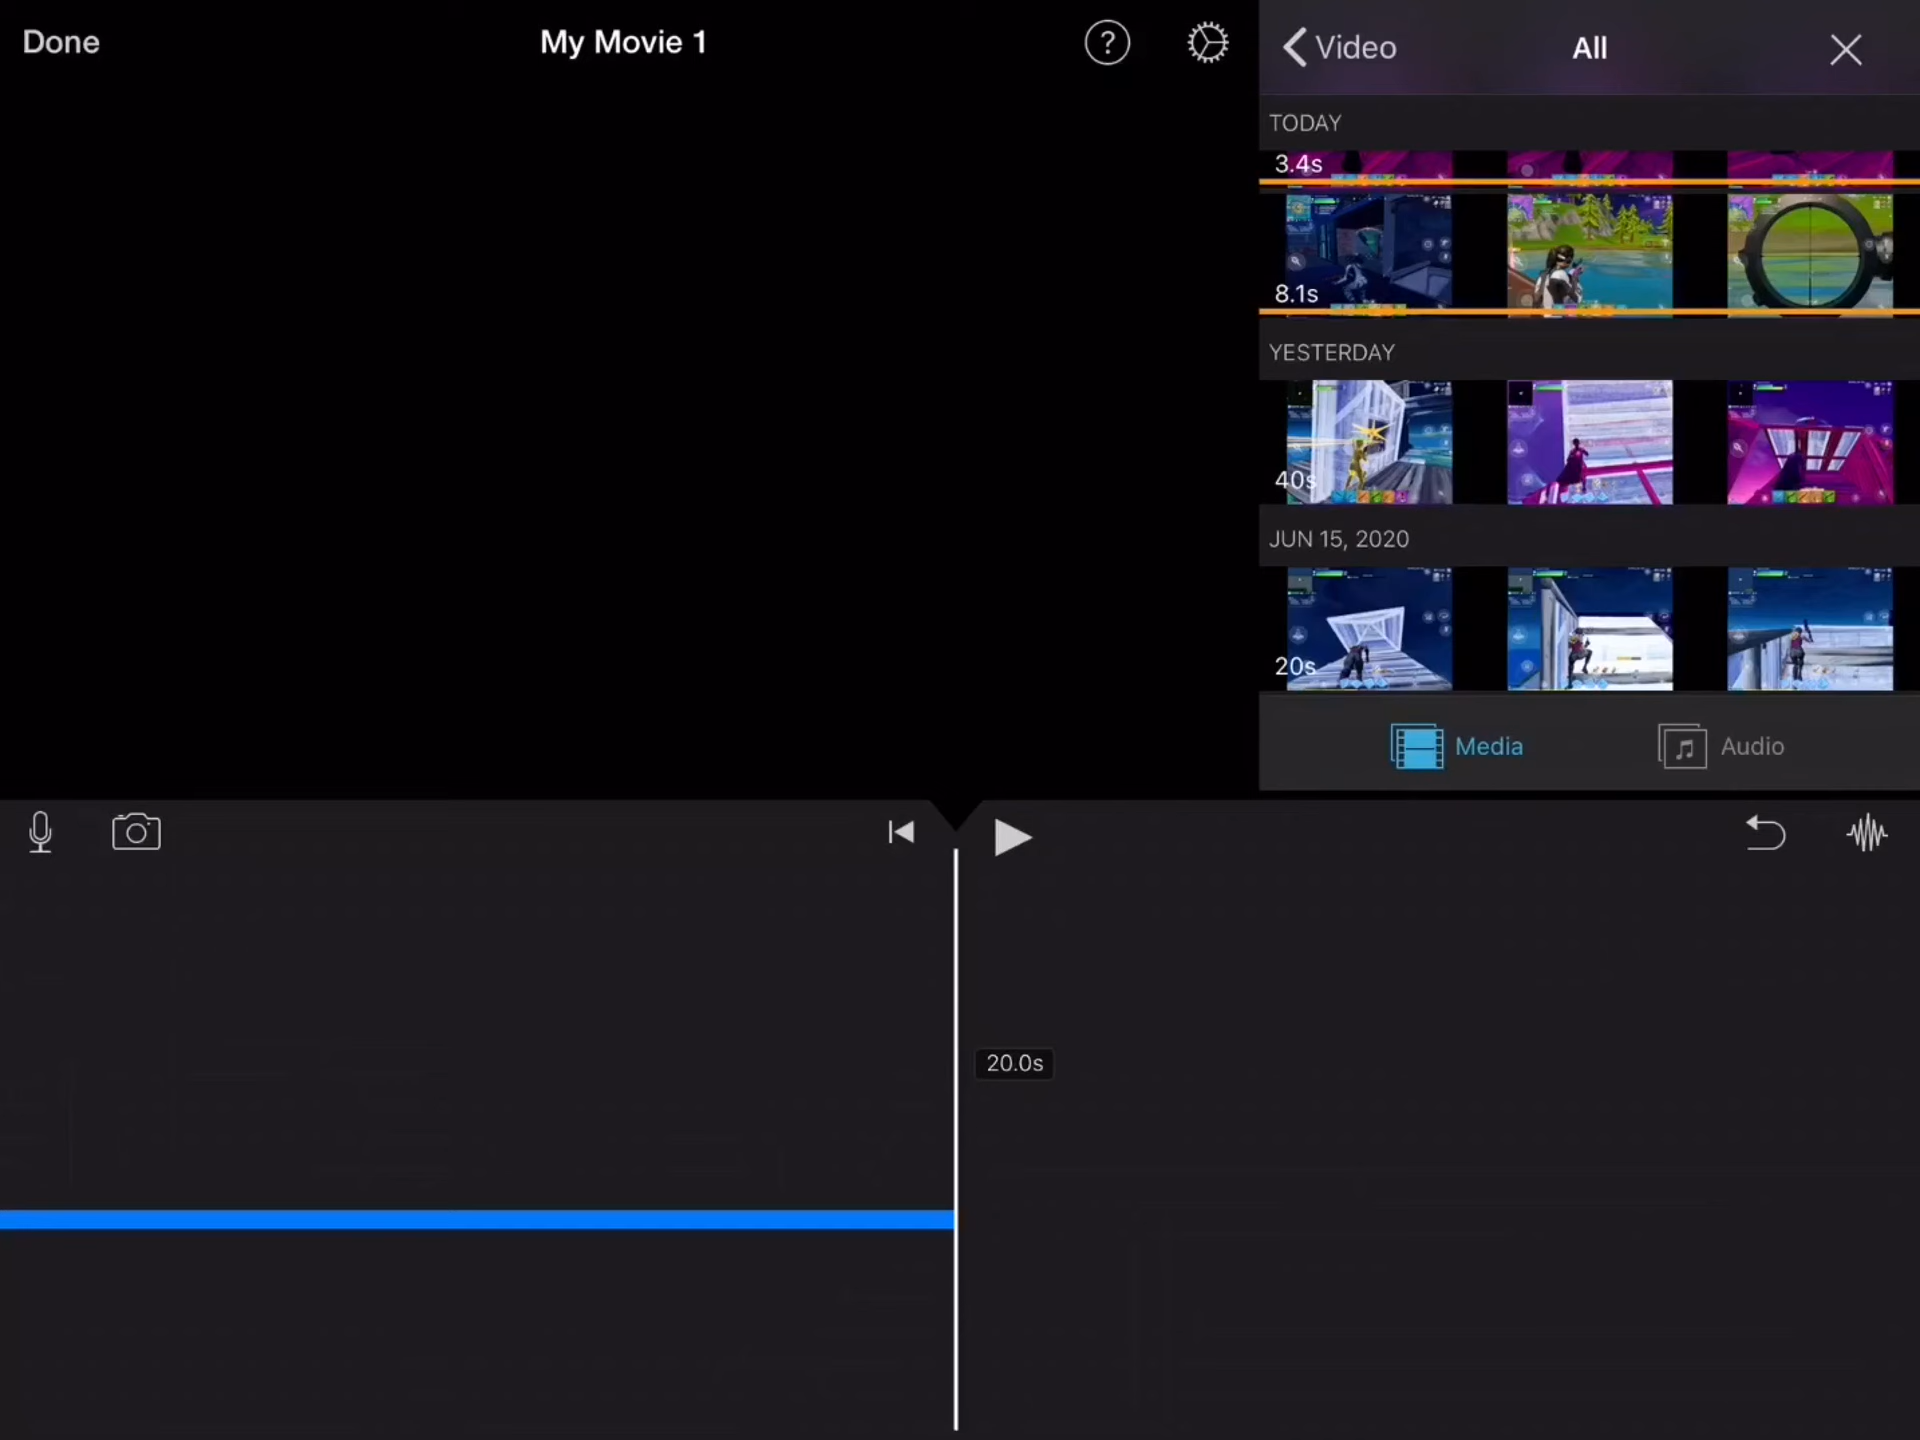 Done
My Movie 1
?
Video
All
TODAY
3.4s
8.1s
YESTERDAY
40s
JUN 15, 2020
20s
Media
Audio
20.0s